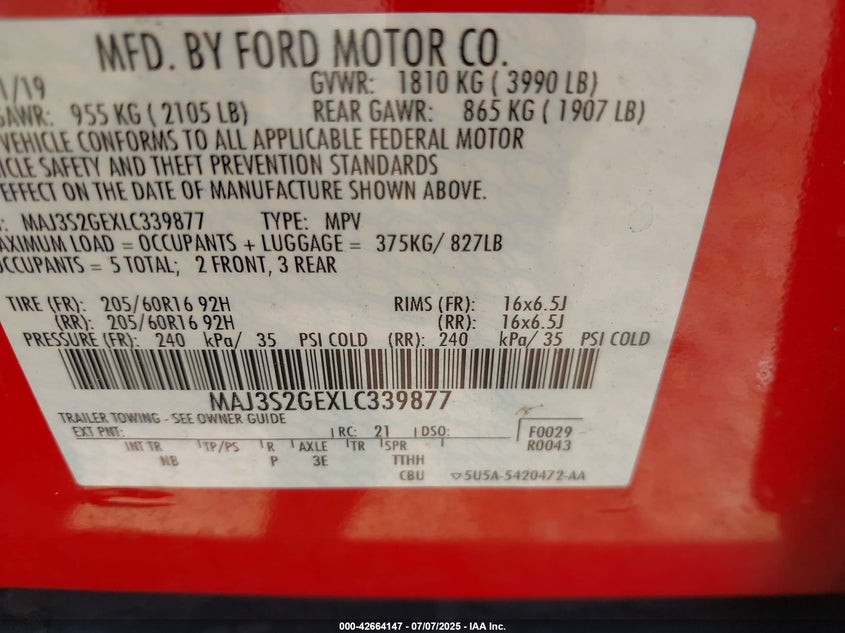 MFD. BY FORD MOTOR CO.
1/19 GVWR: 1810 KG ( 3990 LB)
GAWR: 955 KG ( 2105 LB) REAR GAWR: 865 KG ( 1907 LB)
VEHICLE CONFORMS TO ALL APPLICABLE FEDERAL MOTOR
ICLE SAFETY AND THEFT PREVENTION STANDARDS
EFFECT ON THE DATE OF MANUFACTURE SHOWN ABOVE.
: MAJ3S2GEXLC339877 TYPE: MPV
AXIMUM LOAD = OCCUPANTS + LUGGAGE = 375KG/ 827LB
OCCUPANTS = 5 TOTAL; 2 FRONT, 3 REAR
TIRE (FR): 205/60R16 92H RIMS (FR): 16x6.5J
(RR): 205/60R16 92H (RR): 16x6.5J
PRESSURE (FR): 240 kPa/ 35 PSI COLD (RR): 240 kPa/ 35 PSI COLD
MAJ3S2GEXLC339877
TRAILER TOWING - SEE OWNER GUIDE
EXT PNT: RC: 21 DSO: F0029
INT TR TP/PS R AXLE TR SPR R0043
NB P 3E TTHH
CBU ▽5U5A-5420472-AA
000-42664147 - 07/07/2025 - IAA Inc.